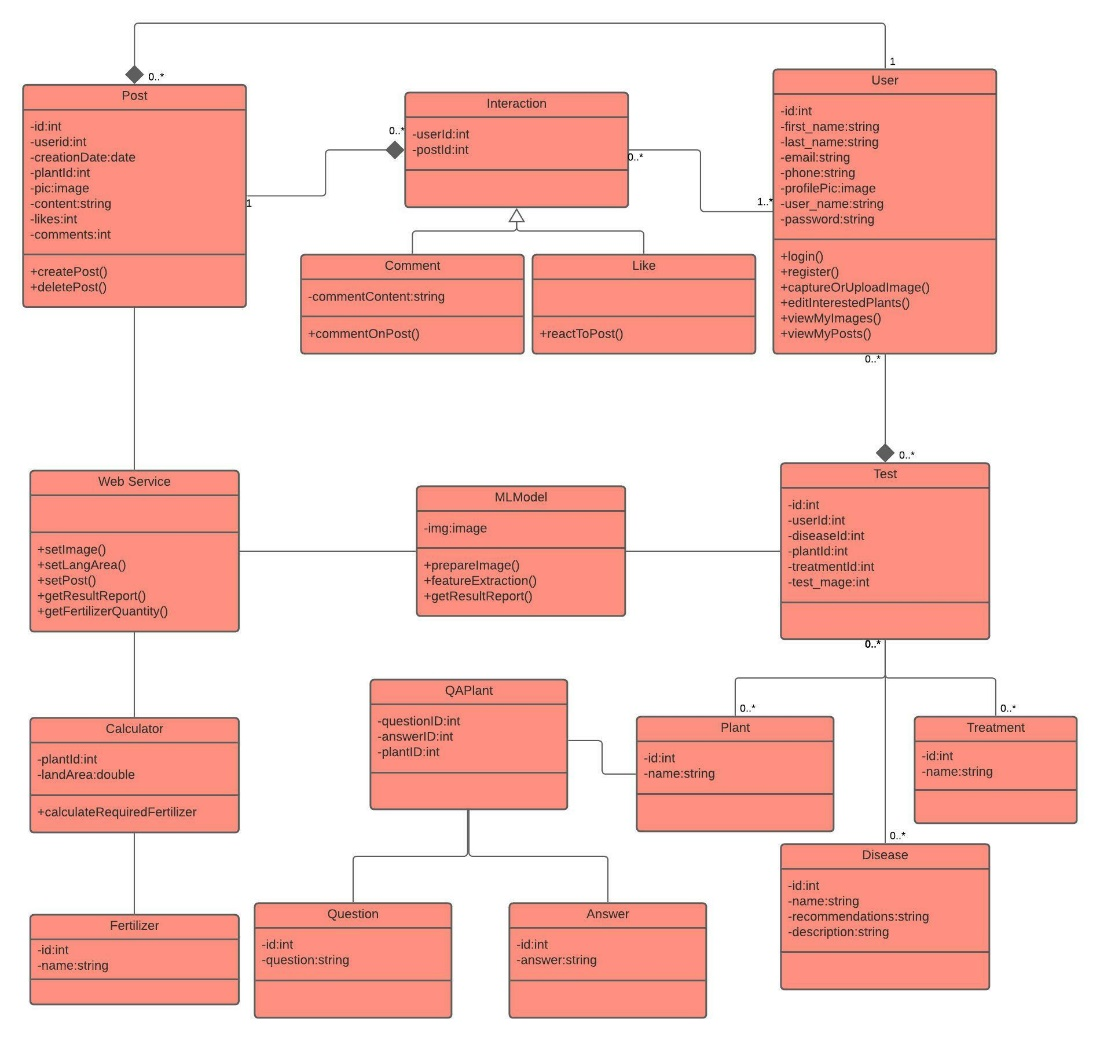 0..*
1
Post
-id:int
-userid:int
-creationDate:date
-plantId:int
-pic:image
-content:string
-likes:int
-comments:int
+createPost()
+deletePost()
1
0..*
Interaction
-userId:int
-postId:int
0..*
1..*
User
-id:int
-first_name:string
-last_name:string
-email:string
-phone:string
-profilePic:image
-user_name:string
-password:string
+login()
+register()
+captureOrUploadImage()
+editInterestedPlants()
+viewMyImages()
+viewMyPosts()
0..*
Comment
-commentContent:string
+commentOnPost()
Like
+reactToPost()
Web Service
+setImage()
+setLangArea()
+setPost()
+getResultReport()
+getFertilizerQuantity()
MLModel
-img:image
+prepareImage()
+featureExtraction()
+getResultReport()
0..*
Test
-id:int
-userId:int
-diseaseId:int
-plantId:int
-treatmentId:int
-test_mage:int
0..*
Calculator
-plantId:int
-landArea:double
+calculateRequiredFertilizer
QAPlant
-questionID:int
-answerID:int
-plantID:int
0..*
Plant
-id:int
-name:string
0..*
Treatment
-id:int
-name:string
0..*
Disease
-id:int
-name:string
-recommendations:string
-description:string
Fertilizer
-id:int
-name:string
Question
-id:int
-question:string
Answer
-id:int
-answer:string